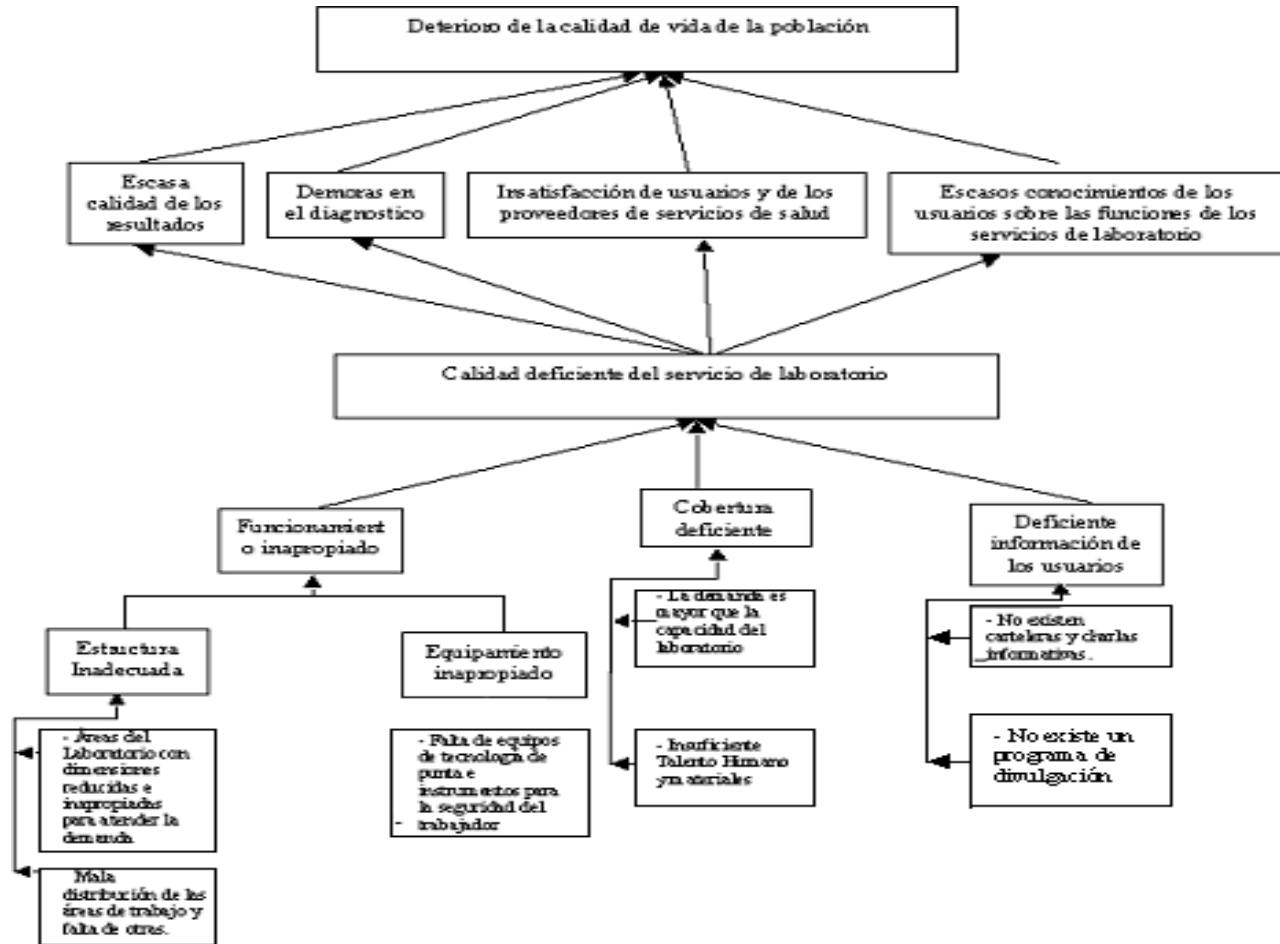 Deterioro de la calidad de vida de la población
Escasa
calidad de los
resultados
Demoras en
el diagnostico
Insatisfacción de usuarios y de los
proveedores de servicios de salud
Escasos conocimientos de los
usuarios sobre las funciones de los
servicios de laboratorio
Calidad deficiente del servicio de laboratorio
Funcionamient
o inapropiado
Cobertura
deficiente
Deficiente
información de
los usuarios
Estructura
Inadecuada
Equipamiento
inapropiado
- La demanda es
mayor que la
capacidad del
laboratorio
- No existen
carteleras y charlas
informativas.
- Áreas del
Laboratorio con
dimensiones
reducidas e
inapropiadas
para atender la
demanda
- Falta de equipos
de tecnología de
punta e
instrumentos para
la seguridad del
- trabajador
- Insuficiente
Talento Humano
y materiales
- No existe un
programa de
divulgación
Mala
distribución de las
áreas de trabajo y
falta de otras.